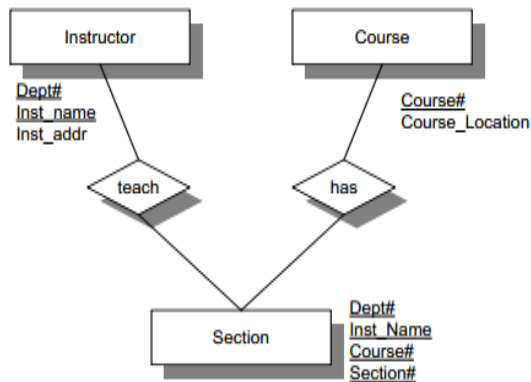 Instructor
Course
Dept#
Inst_name
Inst_addr
Course#
Course_Location
teach
has
Section
Dept#
Inst_Name
Course#
Section#